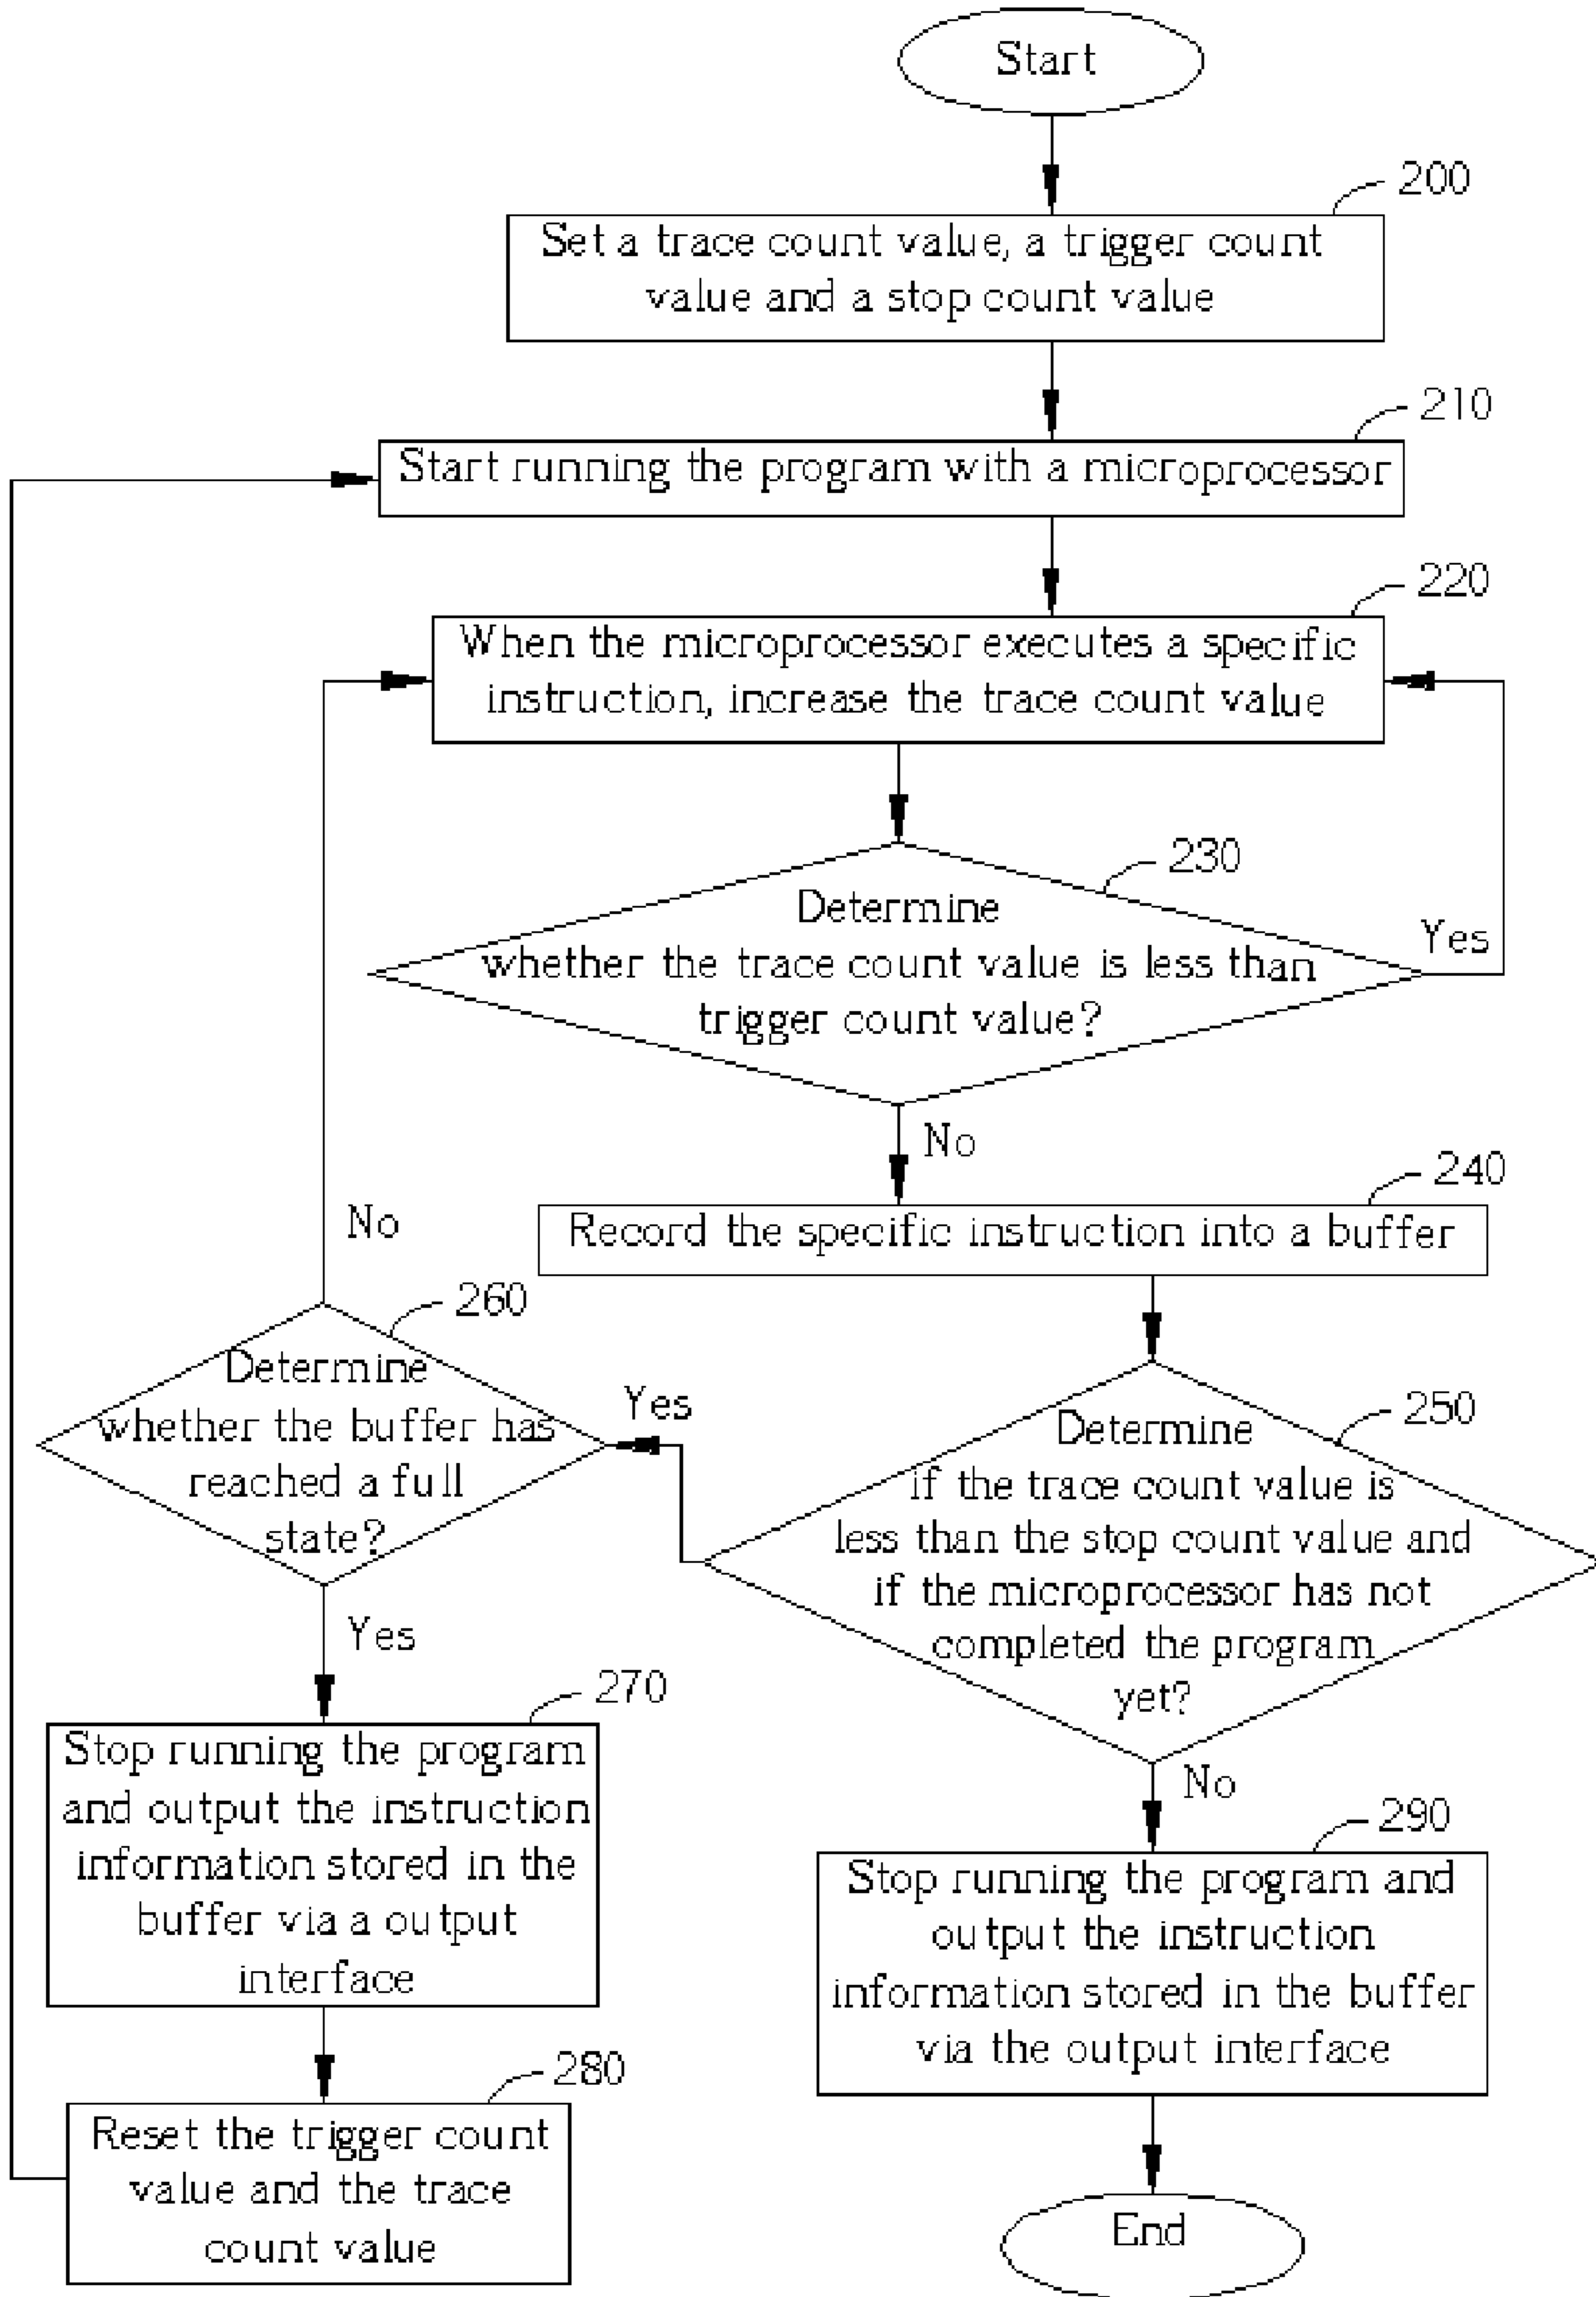 Start
200
Set a trace count value, a trigger count
value and a stop count value
210
Start running the program with a microprocessor
220
When the microprocessor executes a specific
instruction, increase the trace count value
230
Determine
whether the trace count value is less than
trigger count value?
Yes
No
240
Record the specific instruction into a buffer
No
260
Determine
whether the buffer has
reached a full
state?
Yes
250
Determine
if the trace count value is
less than the stop count value and
if the microprocessor has not
completed the program
yet?
Yes
270
Stop running the program
and output the instruction
information stored in the
buffer via a output
interface
No
290
Stop running the program and
output the instruction
information stored in the buffer
via the output interface
280
Reset the trigger count
value and the trace
count value
End